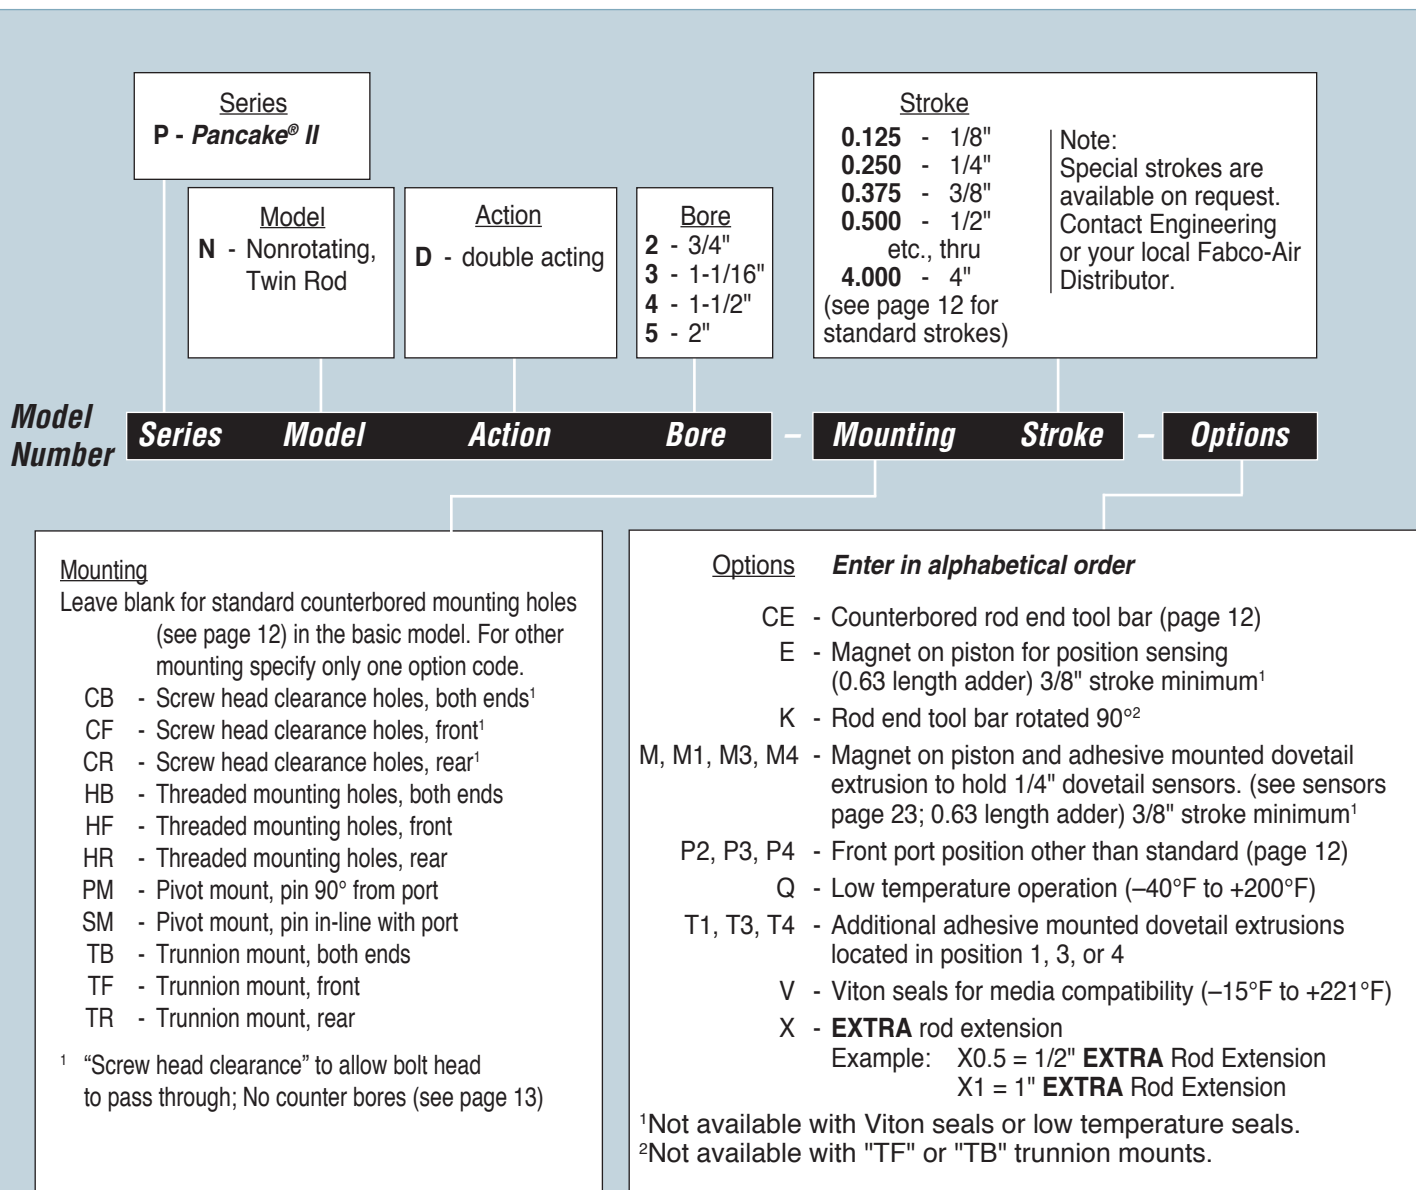 Series
P - Pancake® II
Model
N - Nonrotating,
Twin Rod
Action
D - double acting
Bore
2 - 3/4"
3 - 1-1/16"
4 - 1-1/2"
5 - 2"
Stroke
0.125 - 1/8"
0.250 - 1/4"
0.375 - 3/8"
0.500 - 1/2"
etc., thru
4.000 - 4"
(see page 12 for
standard strokes)
Note:
Special strokes are
available on request.
Contact Engineering
or your local Fabco-Air
Distributor.
Model
Number
Series Model Action Bore – Mounting Stroke – Options
Mounting
Leave blank for standard counterbored mounting holes
(see page 12) in the basic model. For other
mounting specify only one option code.
CB - Screw head clearance holes, both ends¹
CF - Screw head clearance holes, front¹
CR - Screw head clearance holes, rear¹
HB - Threaded mounting holes, both ends
HF - Threaded mounting holes, front
HR - Threaded mounting holes, rear
PM - Pivot mount, pin 90° from port
SM - Pivot mount, pin in-line with port
TB - Trunnion mount, both ends
TF - Trunnion mount, front
TR - Trunnion mount, rear
¹ “Screw head clearance” to allow bolt head
to pass through; No counter bores (see page 13)
Options Enter in alphabetical order
CE - Counterbored rod end tool bar (page 12)
E - Magnet on piston for position sensing
(0.63 length adder) 3/8" stroke minimum¹
K - Rod end tool bar rotated 90°²
M, M1, M3, M4 - Magnet on piston and adhesive mounted dovetail
extrusion to hold 1/4" dovetail sensors. (see sensors
page 23; 0.63 length adder) 3/8" stroke minimum¹
P2, P3, P4 - Front port position other than standard (page 12)
Q - Low temperature operation (–40°F to +200°F)
T1, T3, T4 - Additional adhesive mounted dovetail extrusions
located in position 1, 3, or 4
V - Viton seals for media compatibility (–15°F to +221°F)
X - EXTRA rod extension
Example: X0.5 = 1/2" EXTRA Rod Extension
X1 = 1" EXTRA Rod Extension
¹Not available with Viton seals or low temperature seals.
²Not available with "TF" or "TB" trunnion mounts.